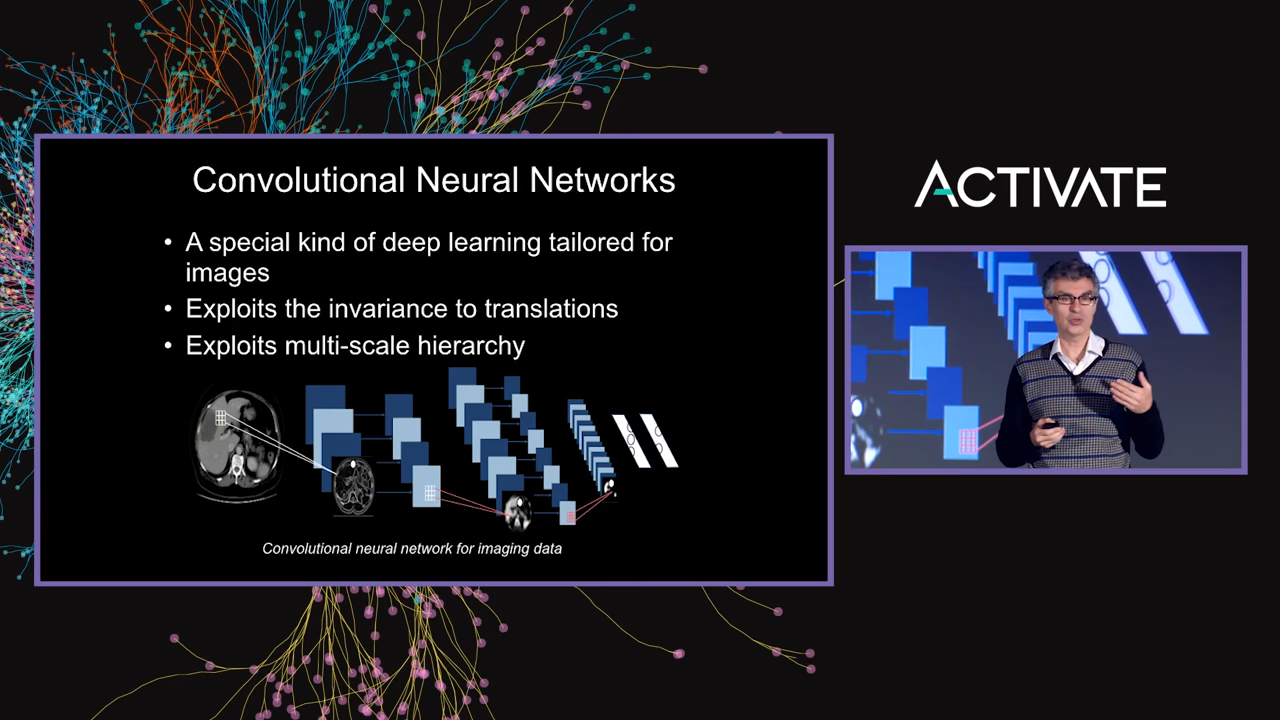 Convolutional Neural Networks
• A special kind of deep learning tailored for
images
• Exploits the invariance to translations
• Exploits multi-scale hierarchy
Convolutional neural network for imaging data
ACTIVATE